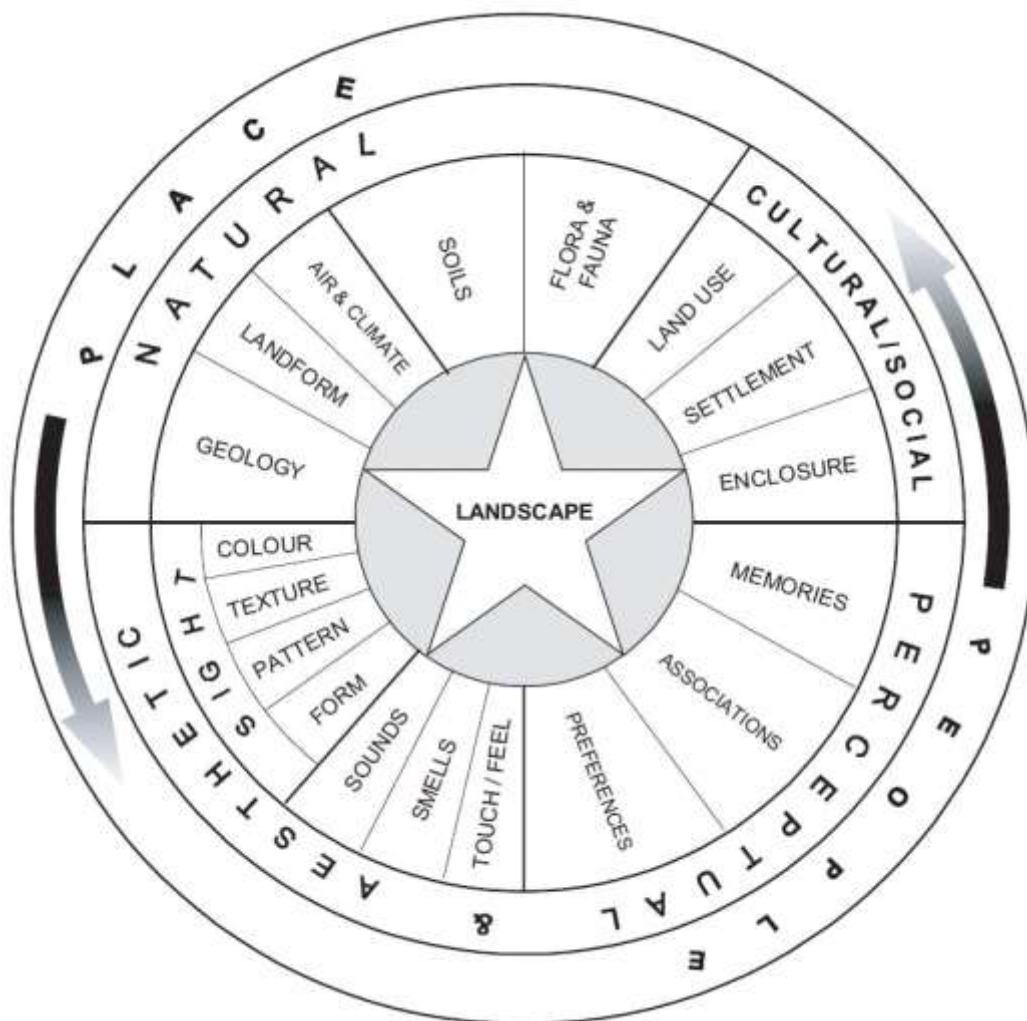 PLACE
NATURAL
CULTURAL/SOCIAL
AIR & CLIMATE
SOILS
FLORA &
FAUNA
LAND USE
LANDFORM
SETTLEMENT
GEOLOGY
ENCLOSURE
LANDSCAPE
COLOUR
TEXTURE
PATTERN
FORM
SIGHT
SOUNDS
SMELLS
TOUCH / FEEL
PREFERENCES
ASSOCIATIONS
MEMORIES
PERCEPTUAL & AESTHETIC
PEOPLE